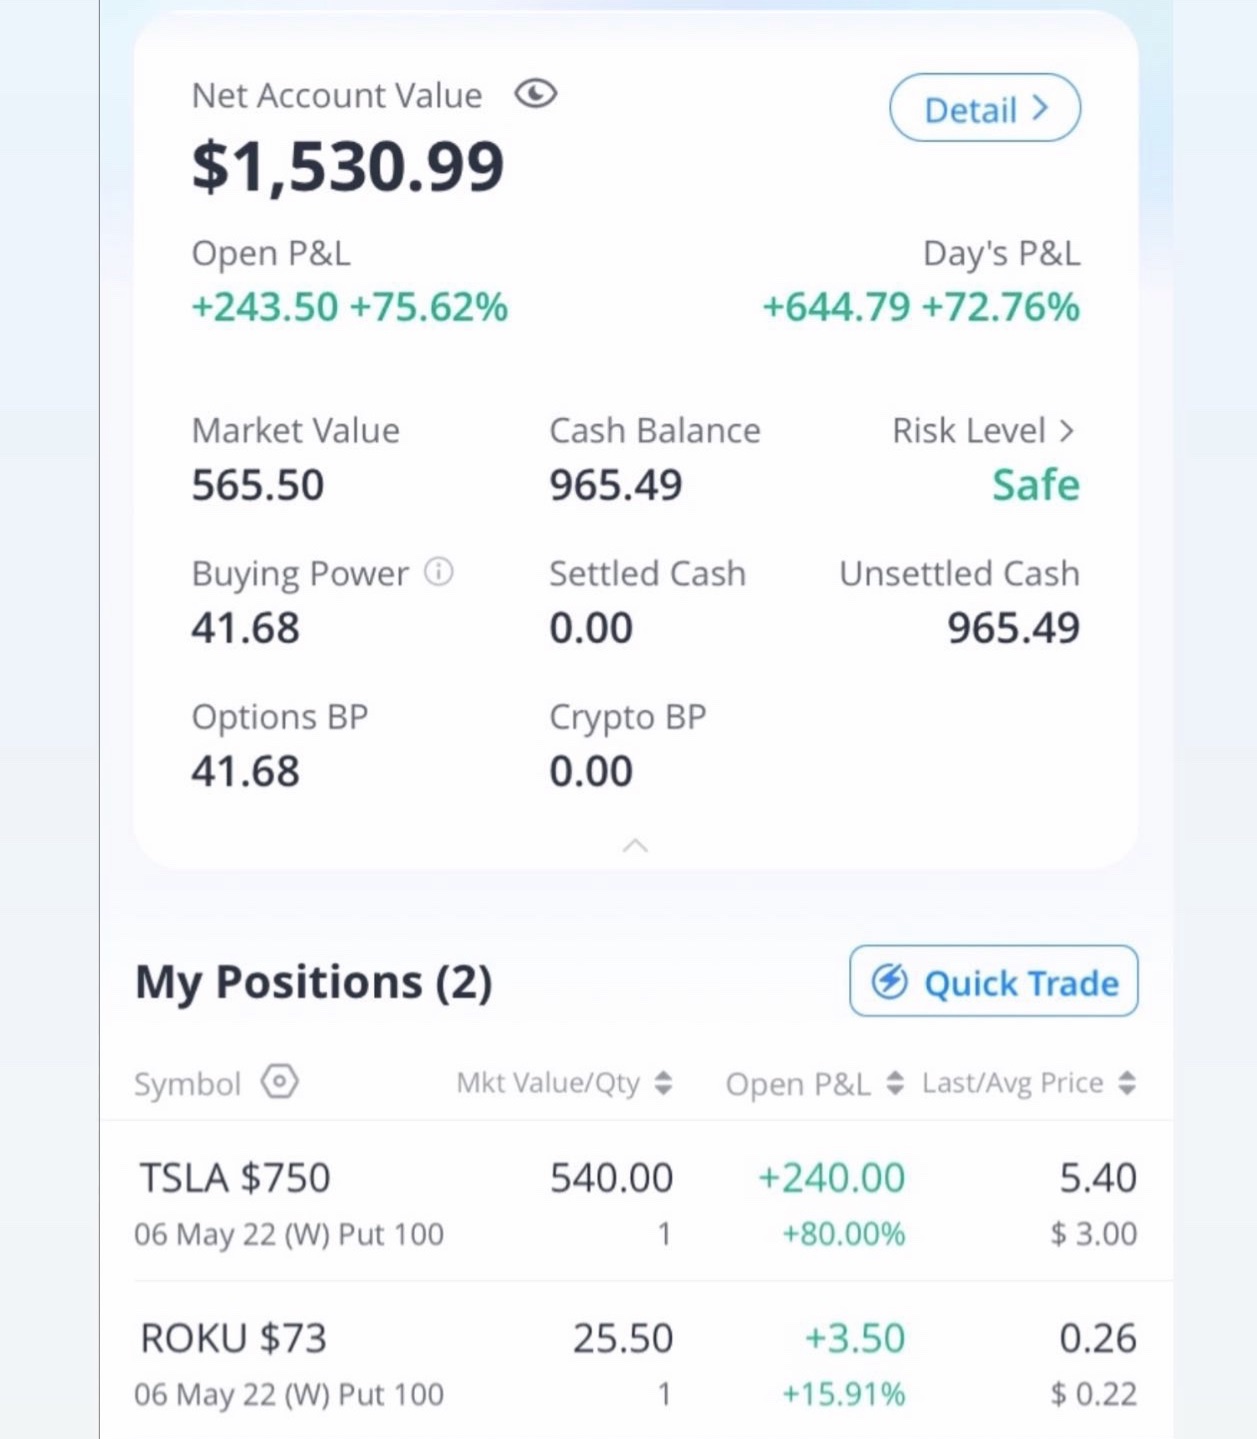 Net Account Value
Detail >
$1,530.99
Open P&L Day's P&L
+243.50 +75.62% +644.79 +72.76%
Market Value Cash Balance Risk Level >
565.50 965.49 Safe
Buying Power Settled Cash Unsettled Cash
41.68 0.00 965.49
Options BP Crypto BP
41.68 0.00
My Positions (2) Quick Trade
Symbol Mkt Value/Qty Open P&L Last/Avg Price
TSLA $750 540.00 +240.00 5.40
06 May 22 (W) Put 100 1 +80.00% $ 3.00
ROKU $73 25.50 +3.50 0.26
06 May 22 (W) Put 100 1 +15.91% $ 0.22